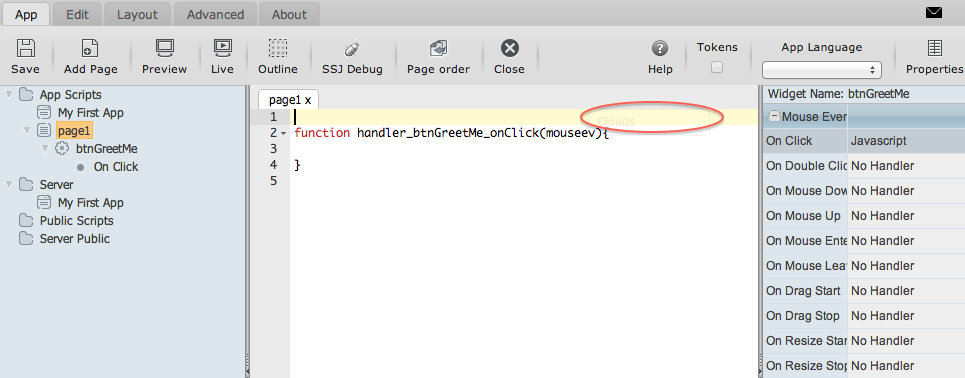 App Edit Layout Advanced About
Save Add Page Preview Live Outline SSJ Debug Page order Close Help Tokens App Language Properties
App Scripts
My First App
page1
btnGreetMe
On Click
Server
My First App
Public Scripts
Server Public
page1 x
1
2 function handler_btnGreetMe_onClick(mouseev){
3
4 }
5
Clouds
Widget Name: btnGreetMe
Mouse Ever
On Click Javascript
On Double Clic No Handler
On Mouse Dow No Handler
On Mouse Up No Handler
On Mouse Ente No Handler
On Mouse Leav No Handler
On Drag Start No Handler
On Drag Stop No Handler
On Resize Star No Handler
On Resize Stop No Handler